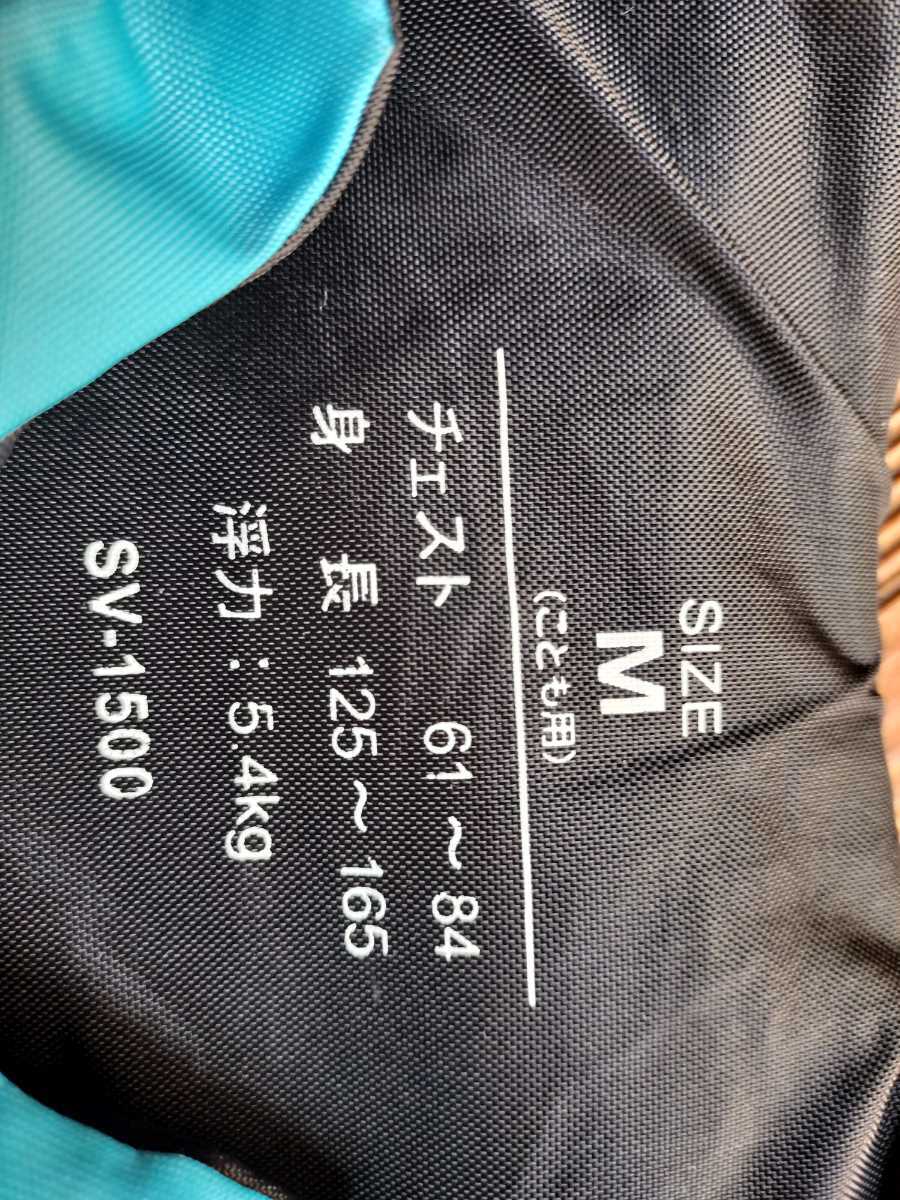 SIZE
M
(こども用)
チェスト 61～84
身長 125～165
浮力：5.4kg
SV-1500